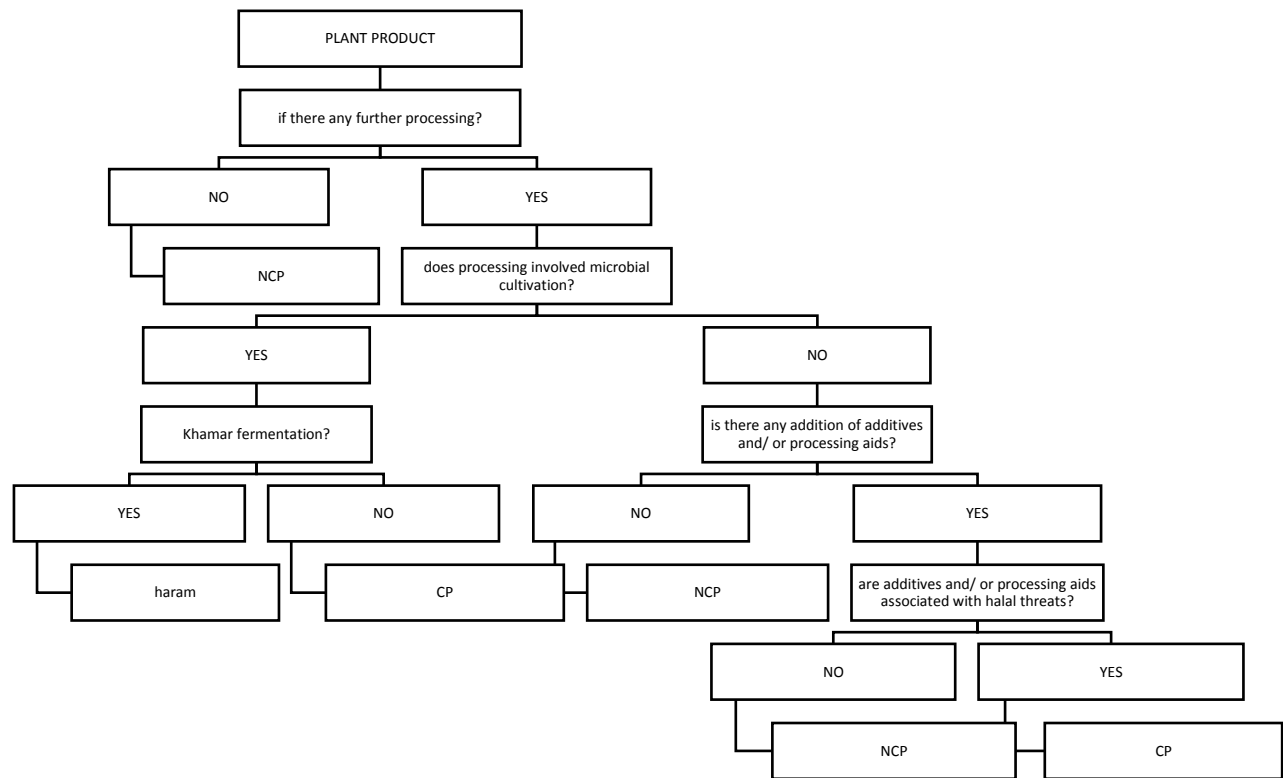 PLANT PRODUCT
if there any further processing?
NO
YES
NCP
does processing involved microbial
cultivation?
YES
NO
Khamar fermentation?
is there any addition of additives
and/ or processing aids?
YES
NO
NO
YES
haram
CP
NCP
are additives and/ or processing aids
associated with halal threats?
NO
YES
NCP
CP